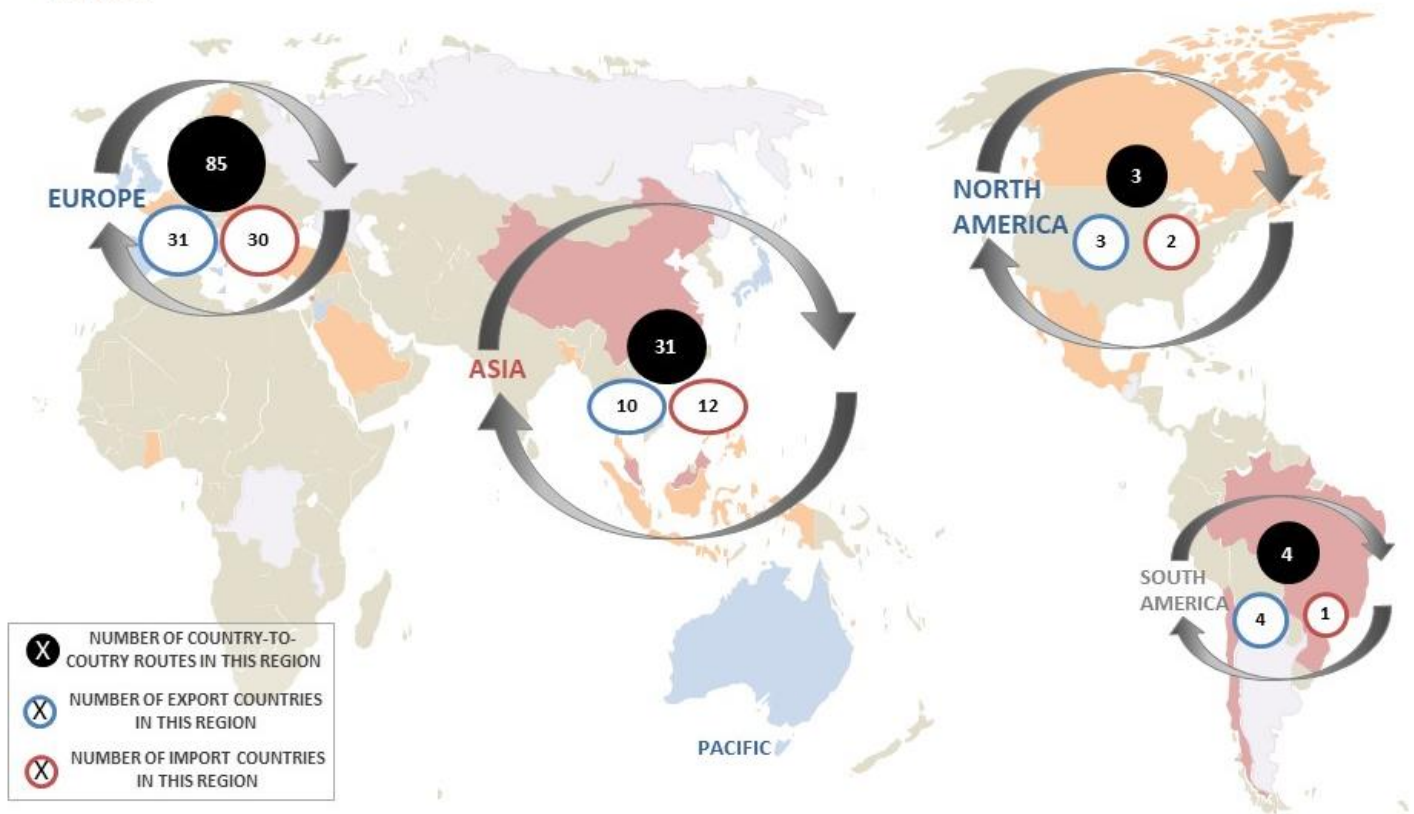 85
EUROPE
31
30
3
NORTH
AMERICA
3
2
31
ASIA
10
12
4
SOUTH
AMERICA
4
1
PACIFIC
X
NUMBER OF COUNTRY-TO-
COUTRY ROUTES IN THIS REGION
X
NUMBER OF EXPORT COUNTRIES
IN THIS REGION
X
NUMBER OF IMPORT COUNTRIES
IN THIS REGION